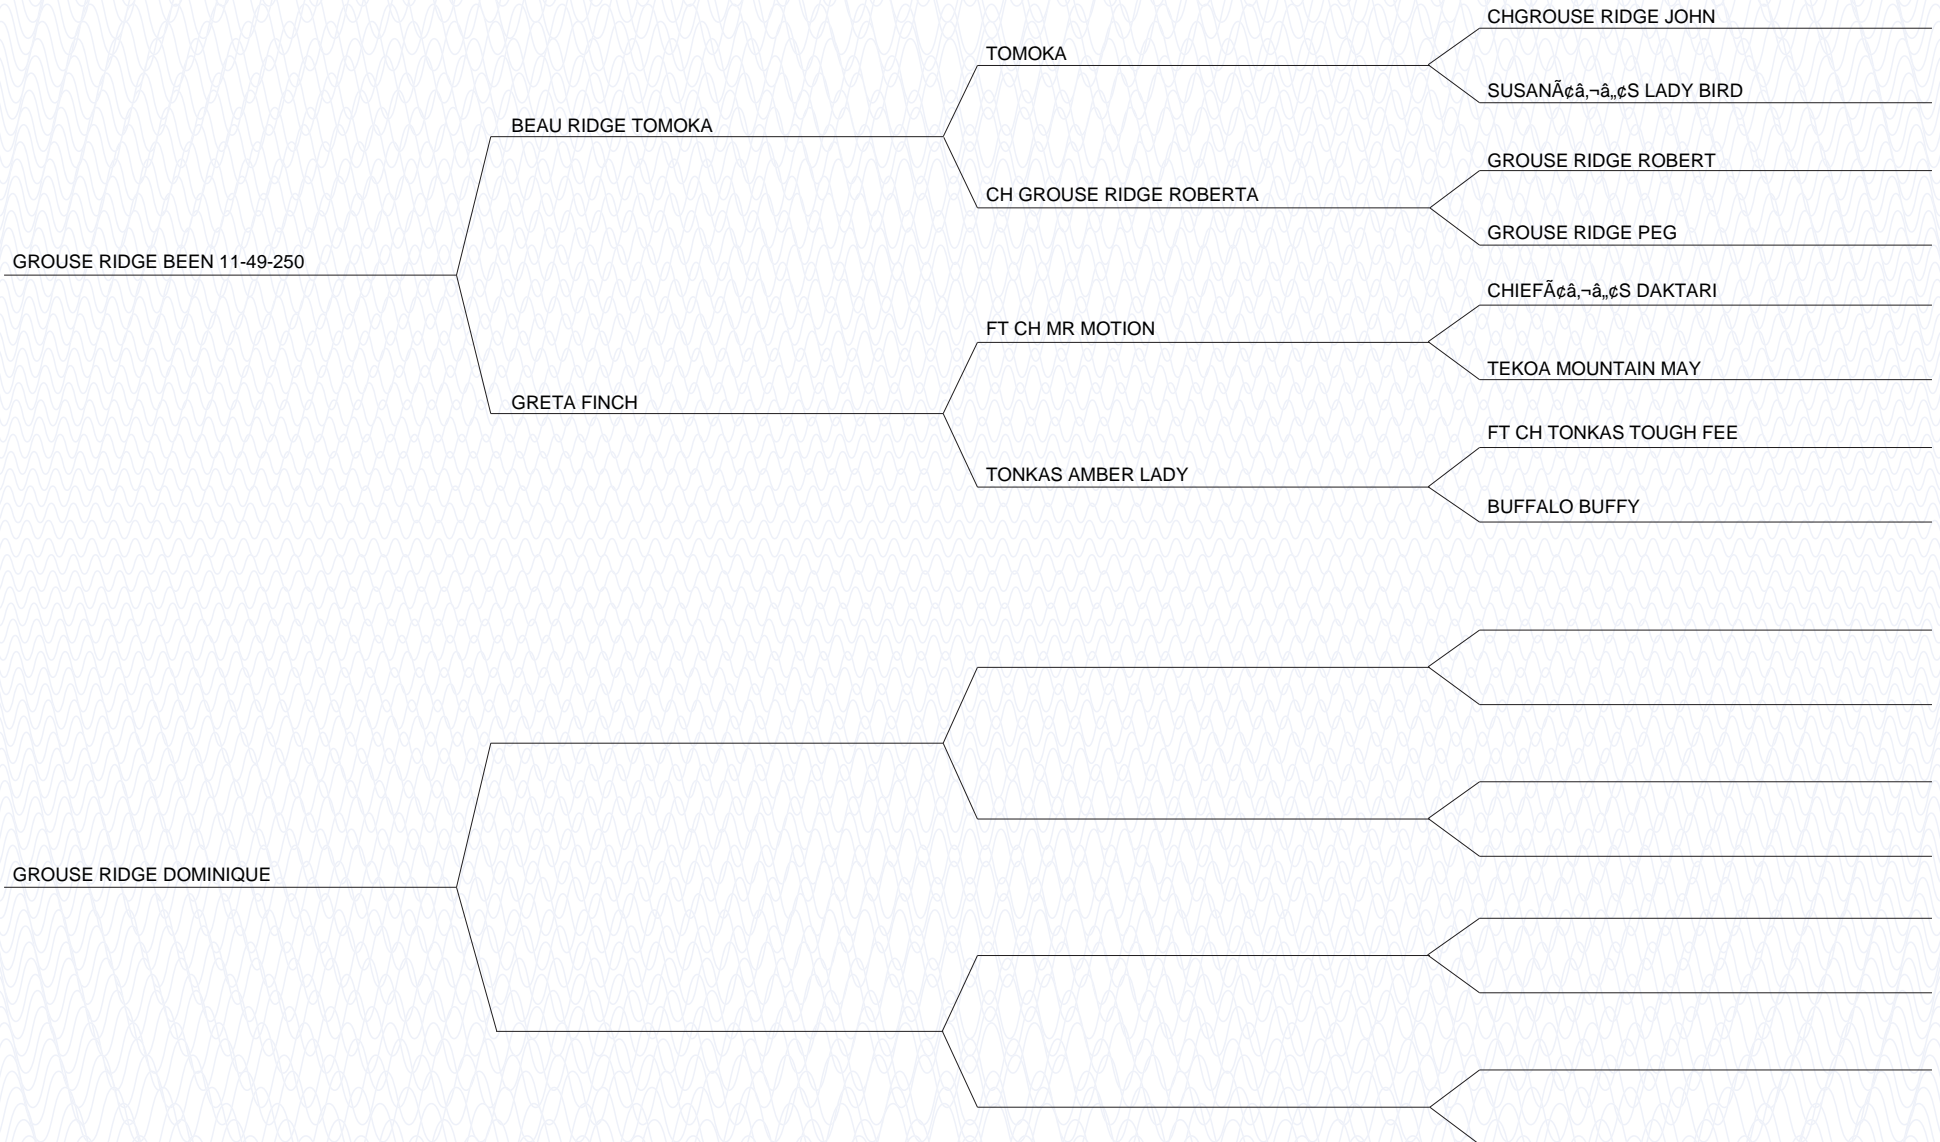 CHGROUSE RIDGE JOHN
TOMOKA
SUSANÃ¢â‚¬â„¢S LADY BIRD
BEAU RIDGE TOMOKA
GROUSE RIDGE ROBERT
CH GROUSE RIDGE ROBERTA
GROUSE RIDGE PEG
GROUSE RIDGE BEEN 11-49-250
CHIEFÃ¢â‚¬â„¢S DAKTARI
FT CH MR MOTION
TEKOA MOUNTAIN MAY
GRETA FINCH
FT CH TONKAS TOUGH FEE
TONKAS AMBER LADY
BUFFALO BUFFY
GROUSE RIDGE DOMINIQUE